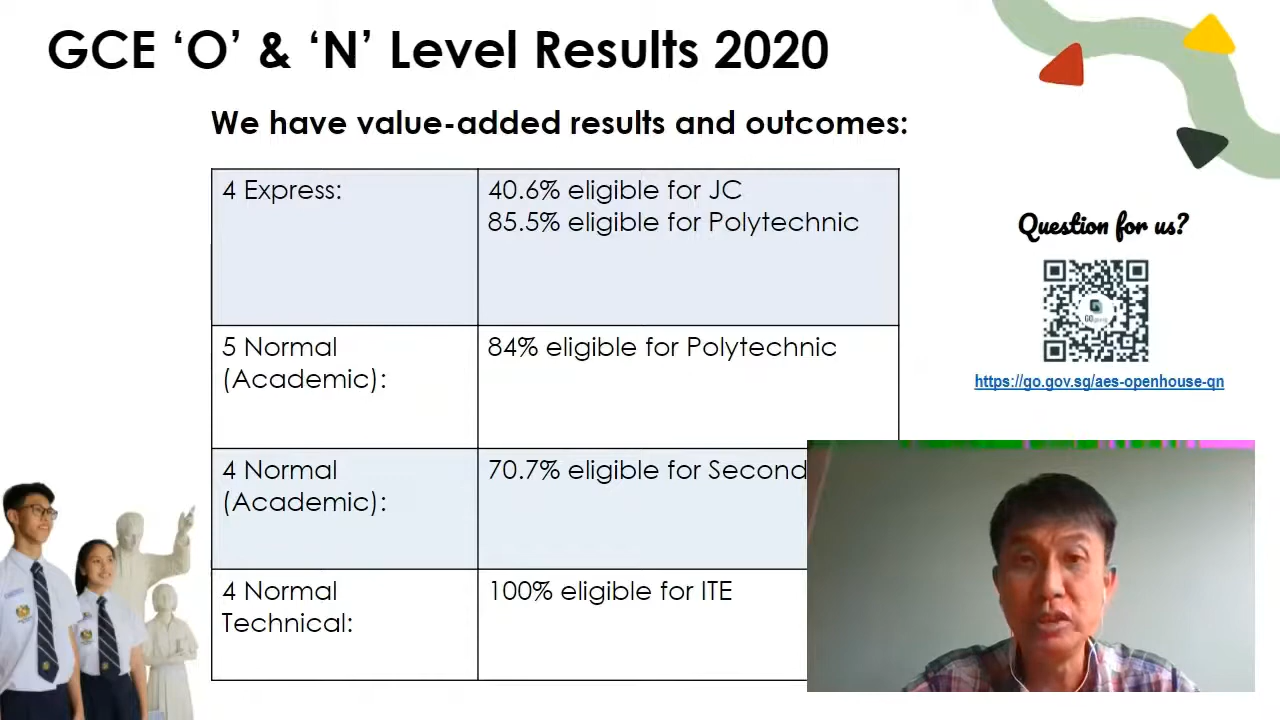 GCE ‘O’ & ‘N’ Level Results 2020
We have value-added results and outcomes:
4 Express:
40.6% eligible for JC
85.5% eligible for Polytechnic
5 Normal
(Academic):
84% eligible for Polytechnic
4 Normal
(Academic):
70.7% eligible for Second
4 Normal
Technical:
100% eligible for ITE
Question for us?
https://go.gov.sg/aes-openhouse-qn